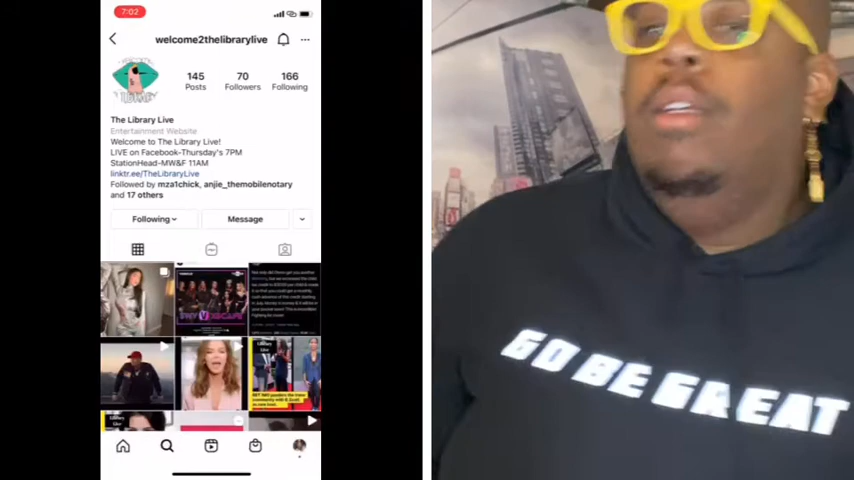 7:02
welcome2thelibrarylive
145
70
166
Posts
Followers
Following
The Library Live
Entertainment Website
Welcome to The Library Live!
LIVE on Facebook-Thursday's 7PM
StationHead-MW&F 11AM
linktr.ee/TheLibraryLive
Followed by mza1chick, anjie_themobilenotary
and 17 others
Following
Message
GO BE GREAT